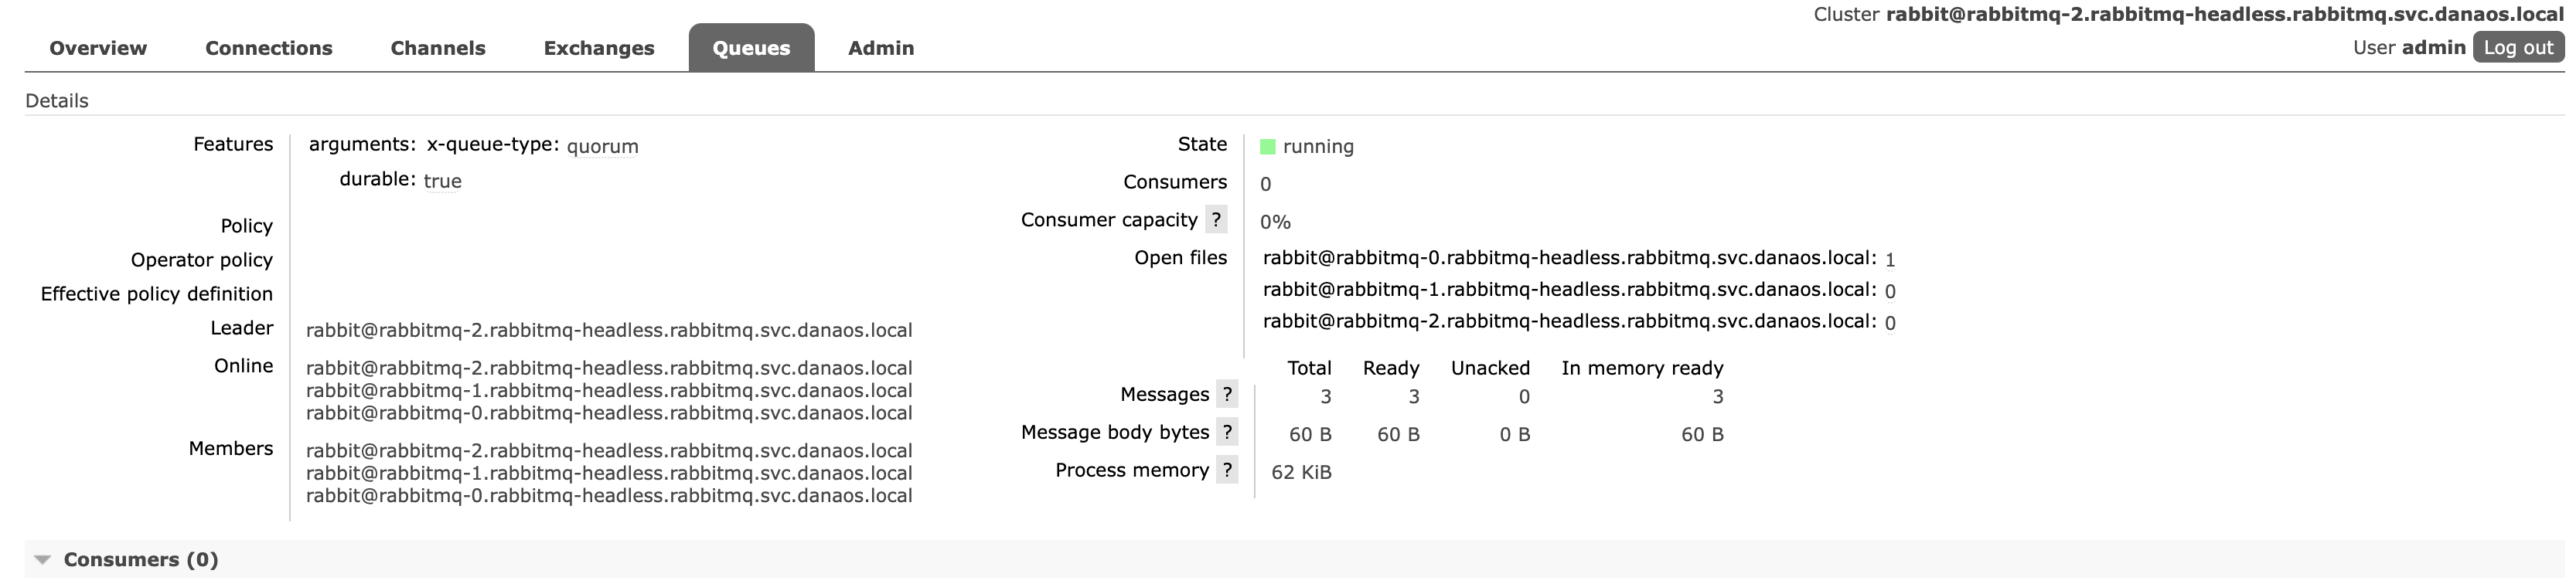 Cluster rabbit@rabbitmq-2.rabbitmq-headless.rabbitmq.svc.danaos.local
Overview Connections Channels Exchanges Queues Admin
User admin Log out
Details
Features arguments: x-queue-type: quorum
durable: true
Policy
Operator policy
Effective policy definition
Leader rabbit@rabbitmq-2.rabbitmq-headless.rabbitmq.svc.danaos.local
Online rabbit@rabbitmq-2.rabbitmq-headless.rabbitmq.svc.danaos.local
rabbit@rabbitmq-1.rabbitmq-headless.rabbitmq.svc.danaos.local
rabbit@rabbitmq-0.rabbitmq-headless.rabbitmq.svc.danaos.local
Members rabbit@rabbitmq-2.rabbitmq-headless.rabbitmq.svc.danaos.local
rabbit@rabbitmq-1.rabbitmq-headless.rabbitmq.svc.danaos.local
rabbit@rabbitmq-0.rabbitmq-headless.rabbitmq.svc.danaos.local
State running
Consumers 0
Consumer capacity ? 0%
Open files rabbit@rabbitmq-0.rabbitmq-headless.rabbitmq.svc.danaos.local: 1
rabbit@rabbitmq-1.rabbitmq-headless.rabbitmq.svc.danaos.local: 0
rabbit@rabbitmq-2.rabbitmq-headless.rabbitmq.svc.danaos.local: 0
Total Ready Unacked In memory ready
Messages ? 3 3 0 3
Message body bytes ? 60 B 60 B 0 B 60 B
Process memory ? 62 KiB
Consumers (0)